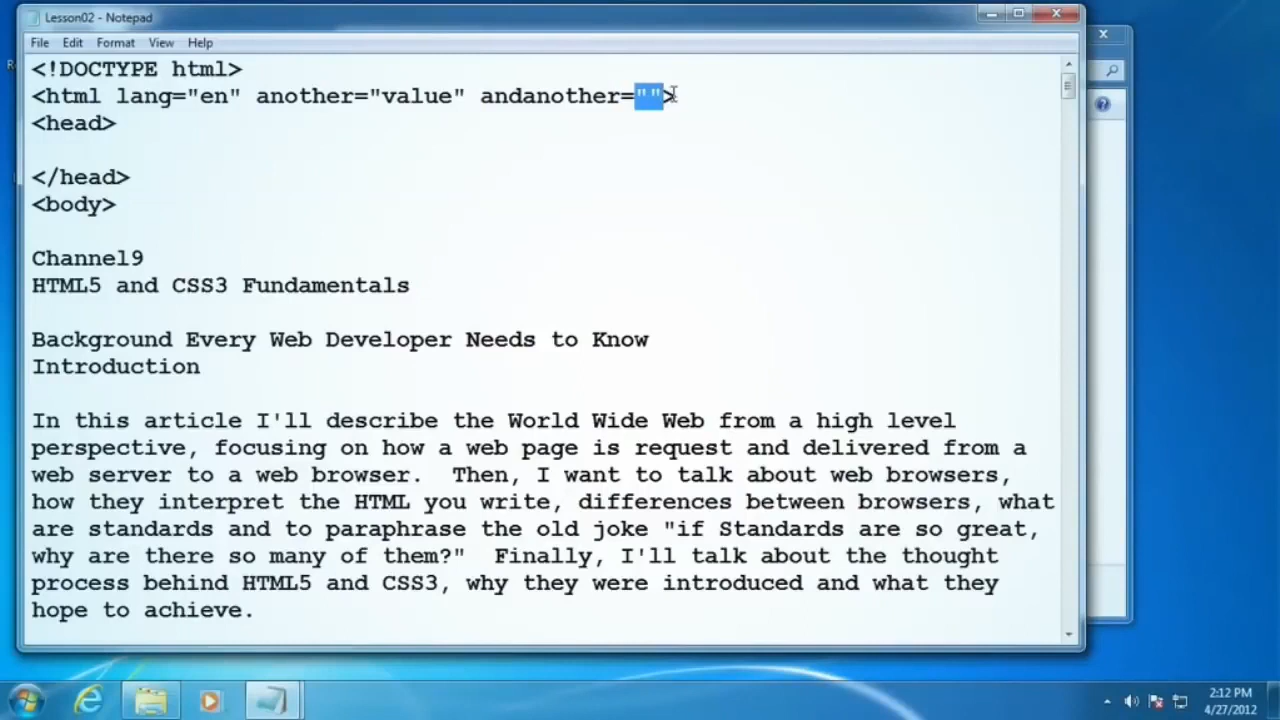 Lesson02 - Notepad
File Edit Format View Help
<!DOCTYPE html>
<html lang="en" another="value" andanother="">
<head>
</head>
<body>
Channel9
HTML5 and CSS3 Fundamentals
Background Every Web Developer Needs to Know
Introduction
In this article I'll describe the World Wide Web from a high level
perspective, focusing on how a web page is request and delivered from a
web server to a web browser.  Then, I want to talk about web browsers,
how they interpret the HTML you write, differences between browsers, what
are standards and to paraphrase the old joke "if Standards are so great,
why are there so many of them?"  Finally, I'll talk about the thought
process behind HTML5 and CSS3, why they were introduced and what they
hope to achieve.
2:12 PM
4/27/2012